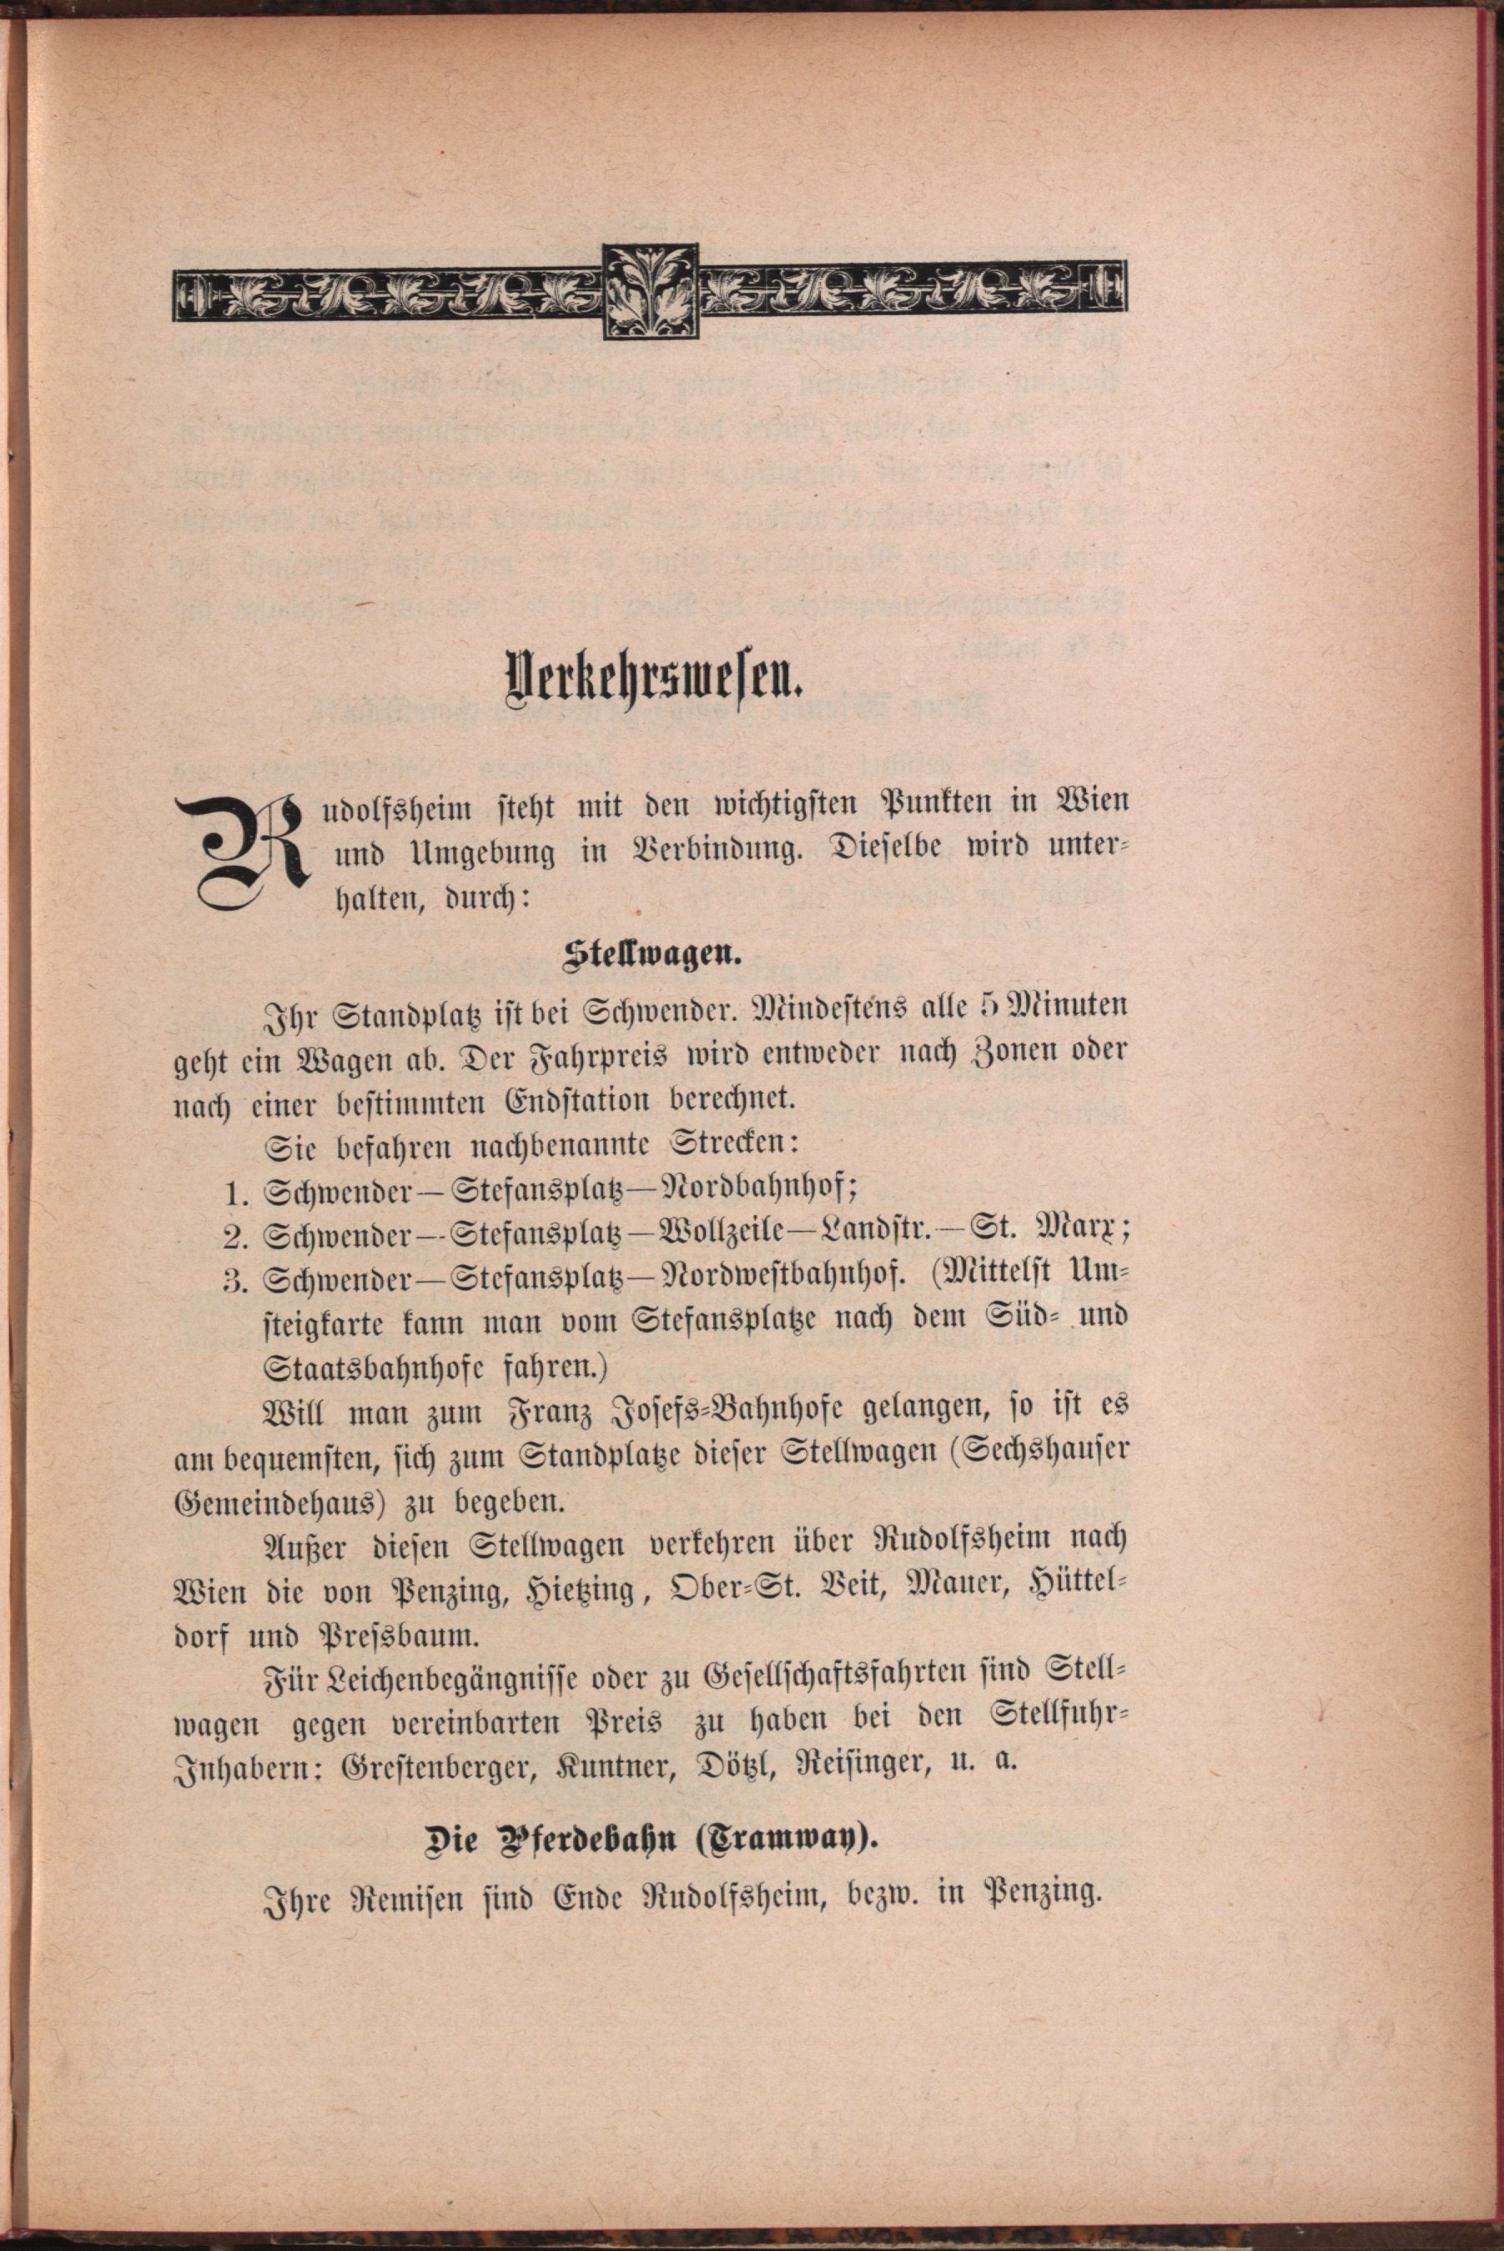 Verkehrswesen.
Rudolfsheim steht mit den wichtigsten Punkten in Wien
und Umgebung in Verbindung. Dieselbe wird unter-
halten, durch:
Stellwagen.
Ihr Standplatz ist bei Schwender. Mindestens alle 5 Minuten
geht ein Wagen ab. Der Fahrpreis wird entweder nach Zonen oder
nach einer bestimmten Endstation berechnet.
Sie befahren nachbenannte Strecken:
1. Schwender—Stefansplatz—Nordbahnhof;
2. Schwender—Stefansplatz—Wollzeile—Landstr.—St. Marx;
3. Schwender—Stefansplatz—Nordwestbahnhof. (Mittelst Um-
steigkarte kann man vom Stefansplatze nach dem Süd- und
Staatsbahnhofe fahren.)
Will man zum Franz Josefs-Bahnhofe gelangen, so ist es
am bequemsten, sich zum Standplatze dieser Stellwagen (Sechshauser
Gemeindehaus) zu begeben.
Außer diesen Stellwagen verkehren über Rudolfsheim nach
Wien die von Penzing, Hietzing, Ober-St. Veit, Mauer, Hüttel-
dorf und Pressbaum.
Für Leichenbegängnisse oder zu Gesellschaftsfahrten sind Stell-
wagen gegen vereinbarten Preis zu haben bei den Stellfuhr-
Inhabern: Grestenberger, Kuntner, Dötzl, Reisinger, u. a.
Die Pferdebahn (Tramway).
Ihre Remisen sind Ende Rudolfsheim, bezw. in Penzing.